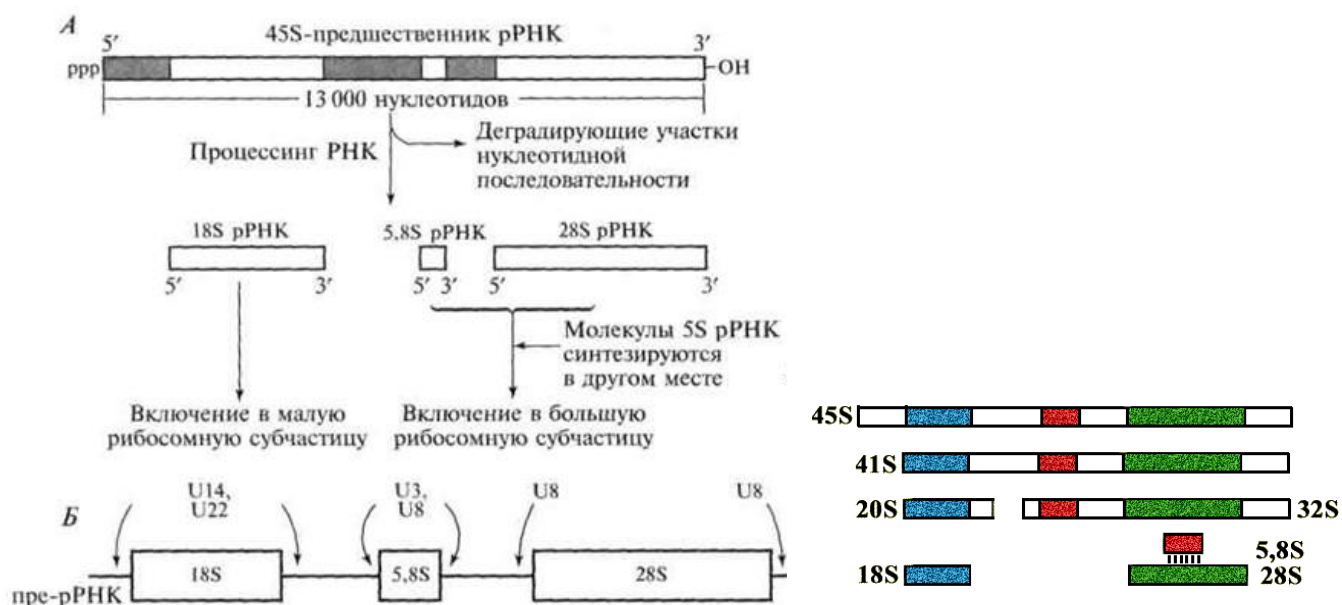 А
5′
45S-предшественник рРНК
3′
ppp
–OH
13 000 нуклеотидов
Процессинг РНК
Деградирующие участки
нуклеотидной
последовательности
18S рРНК
5,8S рРНК
28S рРНК
5′
3′
5′
3′
5′
3′
Молекулы 5S рРНК
синтезируются
в другом месте
Включение в малую
рибосомную субчастицу
Включение в большую
рибосомную субчастицу
Б
U14,
U22
U3,
U8
U8
U8
пре-рРНК
18S
5,8S
28S
45S
41S
20S
32S
5,8S
18S
28S